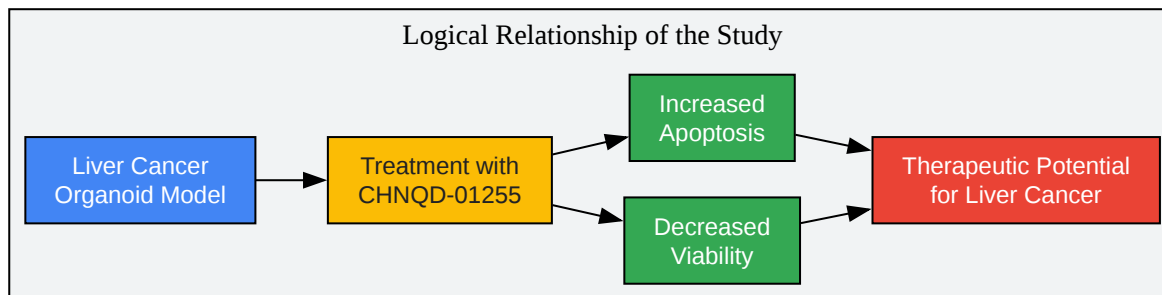 Logical Relationship of the Study
Liver Cancer
Organoid Model
Treatment with
CHNQD-01255
Increased
Apoptosis
Decreased
Viability
Therapeutic Potential
for Liver Cancer